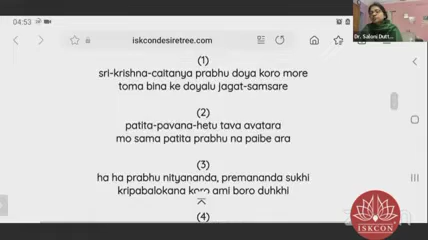 04:53
iskcondesiretree.com
Dr. Saloni Dutt...
(1)
sri-krishna-caitanya prabhu doya koro more
toma bina ke doyalu jagat-samsare
(2)
patita-pavana-hetu tava avatara
mo sama patita prabhu na paibe ara
(3)
ha ha prabhu nityananda, premananda sukhi
kripabalokana koro ami boro duhkhi
(4)
ISKCON